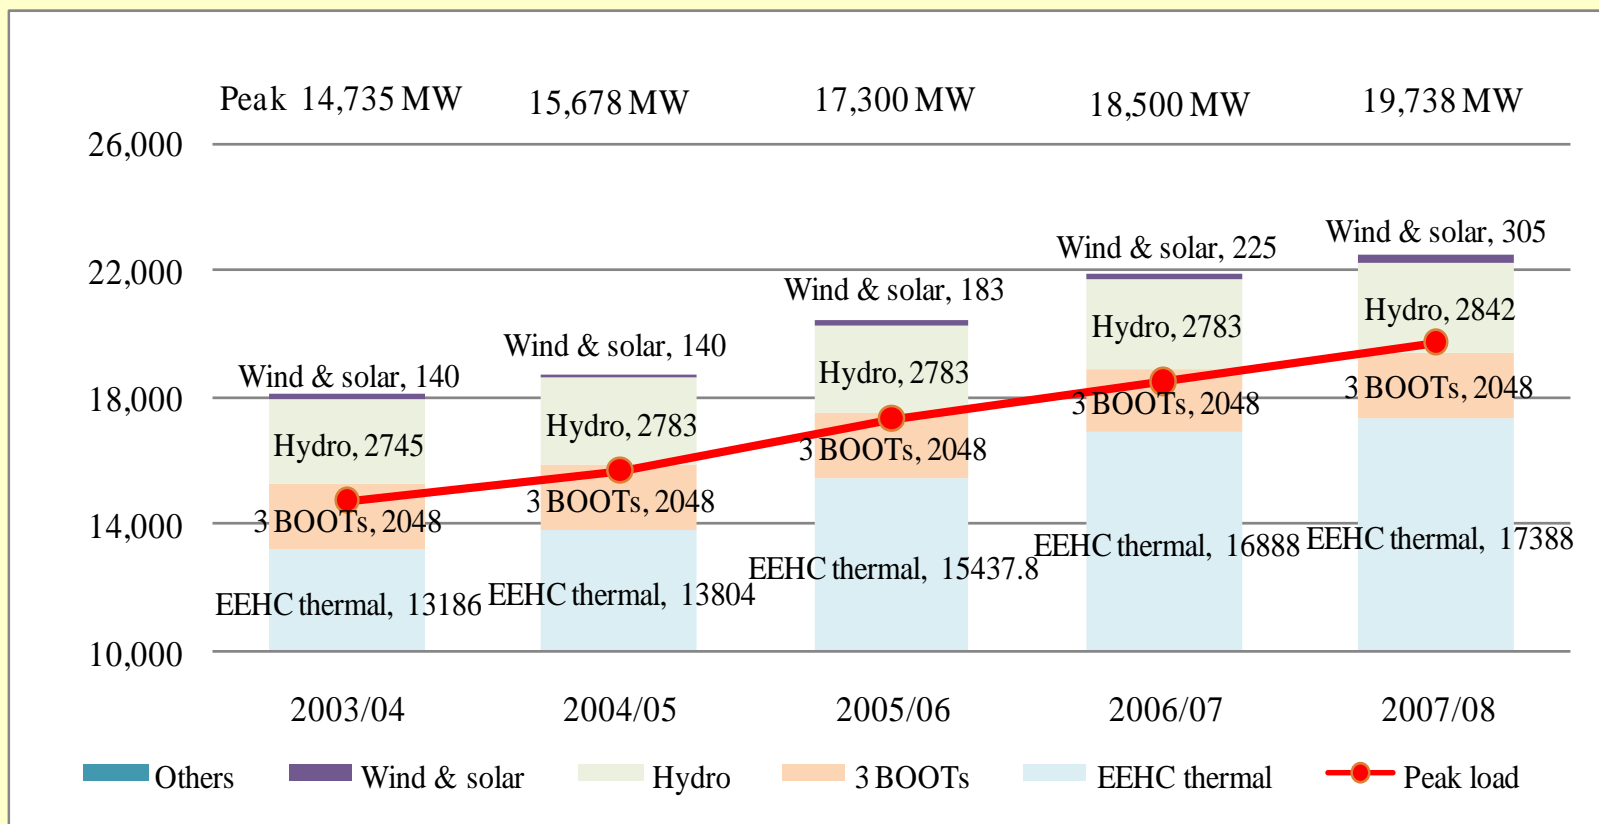 Peak 14,735 MW
15,678 MW
17,300 MW
18,500 MW
19,738 MW
26,000
22,000
18,000
14,000
10,000
Wind & solar, 140
Hydro, 2745
3 BOOTs, 2048
EEHC thermal, 13186
Wind & solar, 140
Hydro, 2783
3 BOOTs, 2048
EEHC thermal, 13804
Wind & solar, 183
Hydro, 2783
3 BOOTs, 2048
EEHC thermal, 15437.8
Wind & solar, 225
Hydro, 2783
3 BOOTs, 2048
EEHC thermal, 16888
Wind & solar, 305
Hydro, 2842
3 BOOTs, 2048
EEHC thermal, 17388
2003/04
2004/05
2005/06
2006/07
2007/08
Others
Wind & solar
Hydro
3 BOOTs
EEHC thermal
Peak load